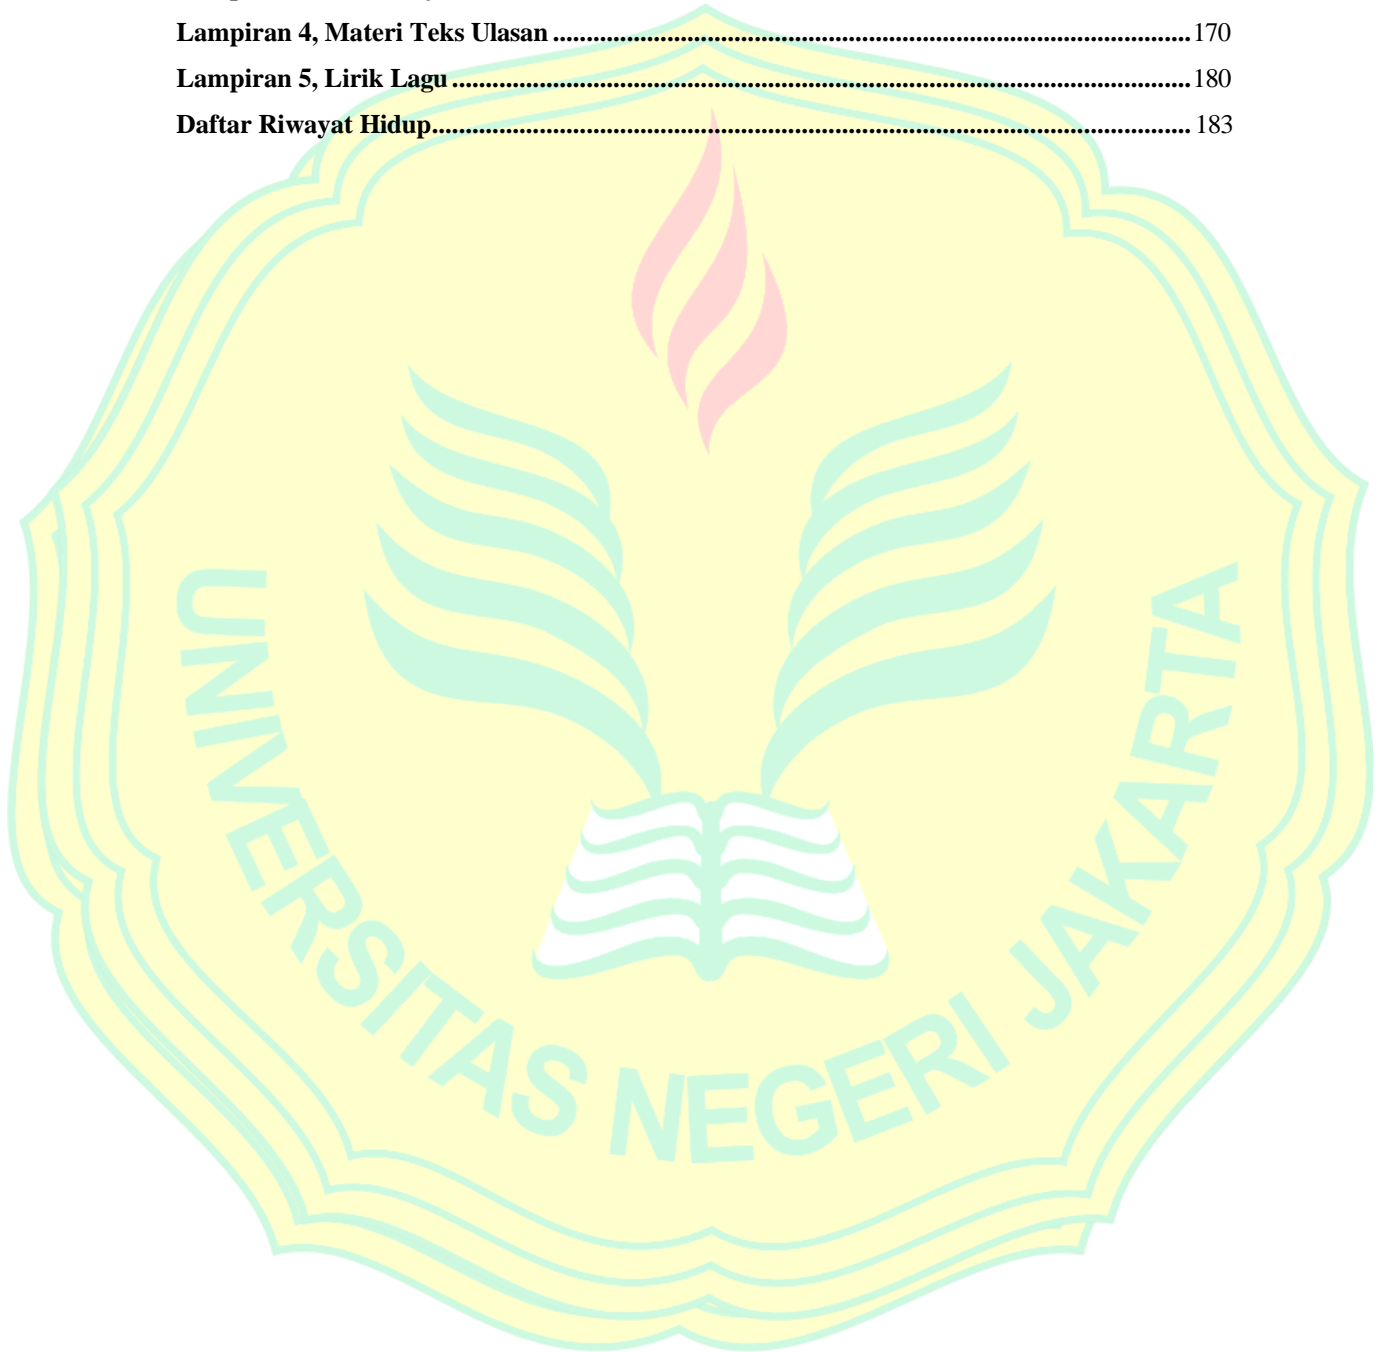 Lampiran 4, Materi Teks Ulasan ........................................................................................... 170
Lampiran 5, Lirik Lagu ......................................................................................................... 180
Daftar Riwayat Hidup............................................................................................................ 183
UNIVERSITAS NEGERI JAKARTA